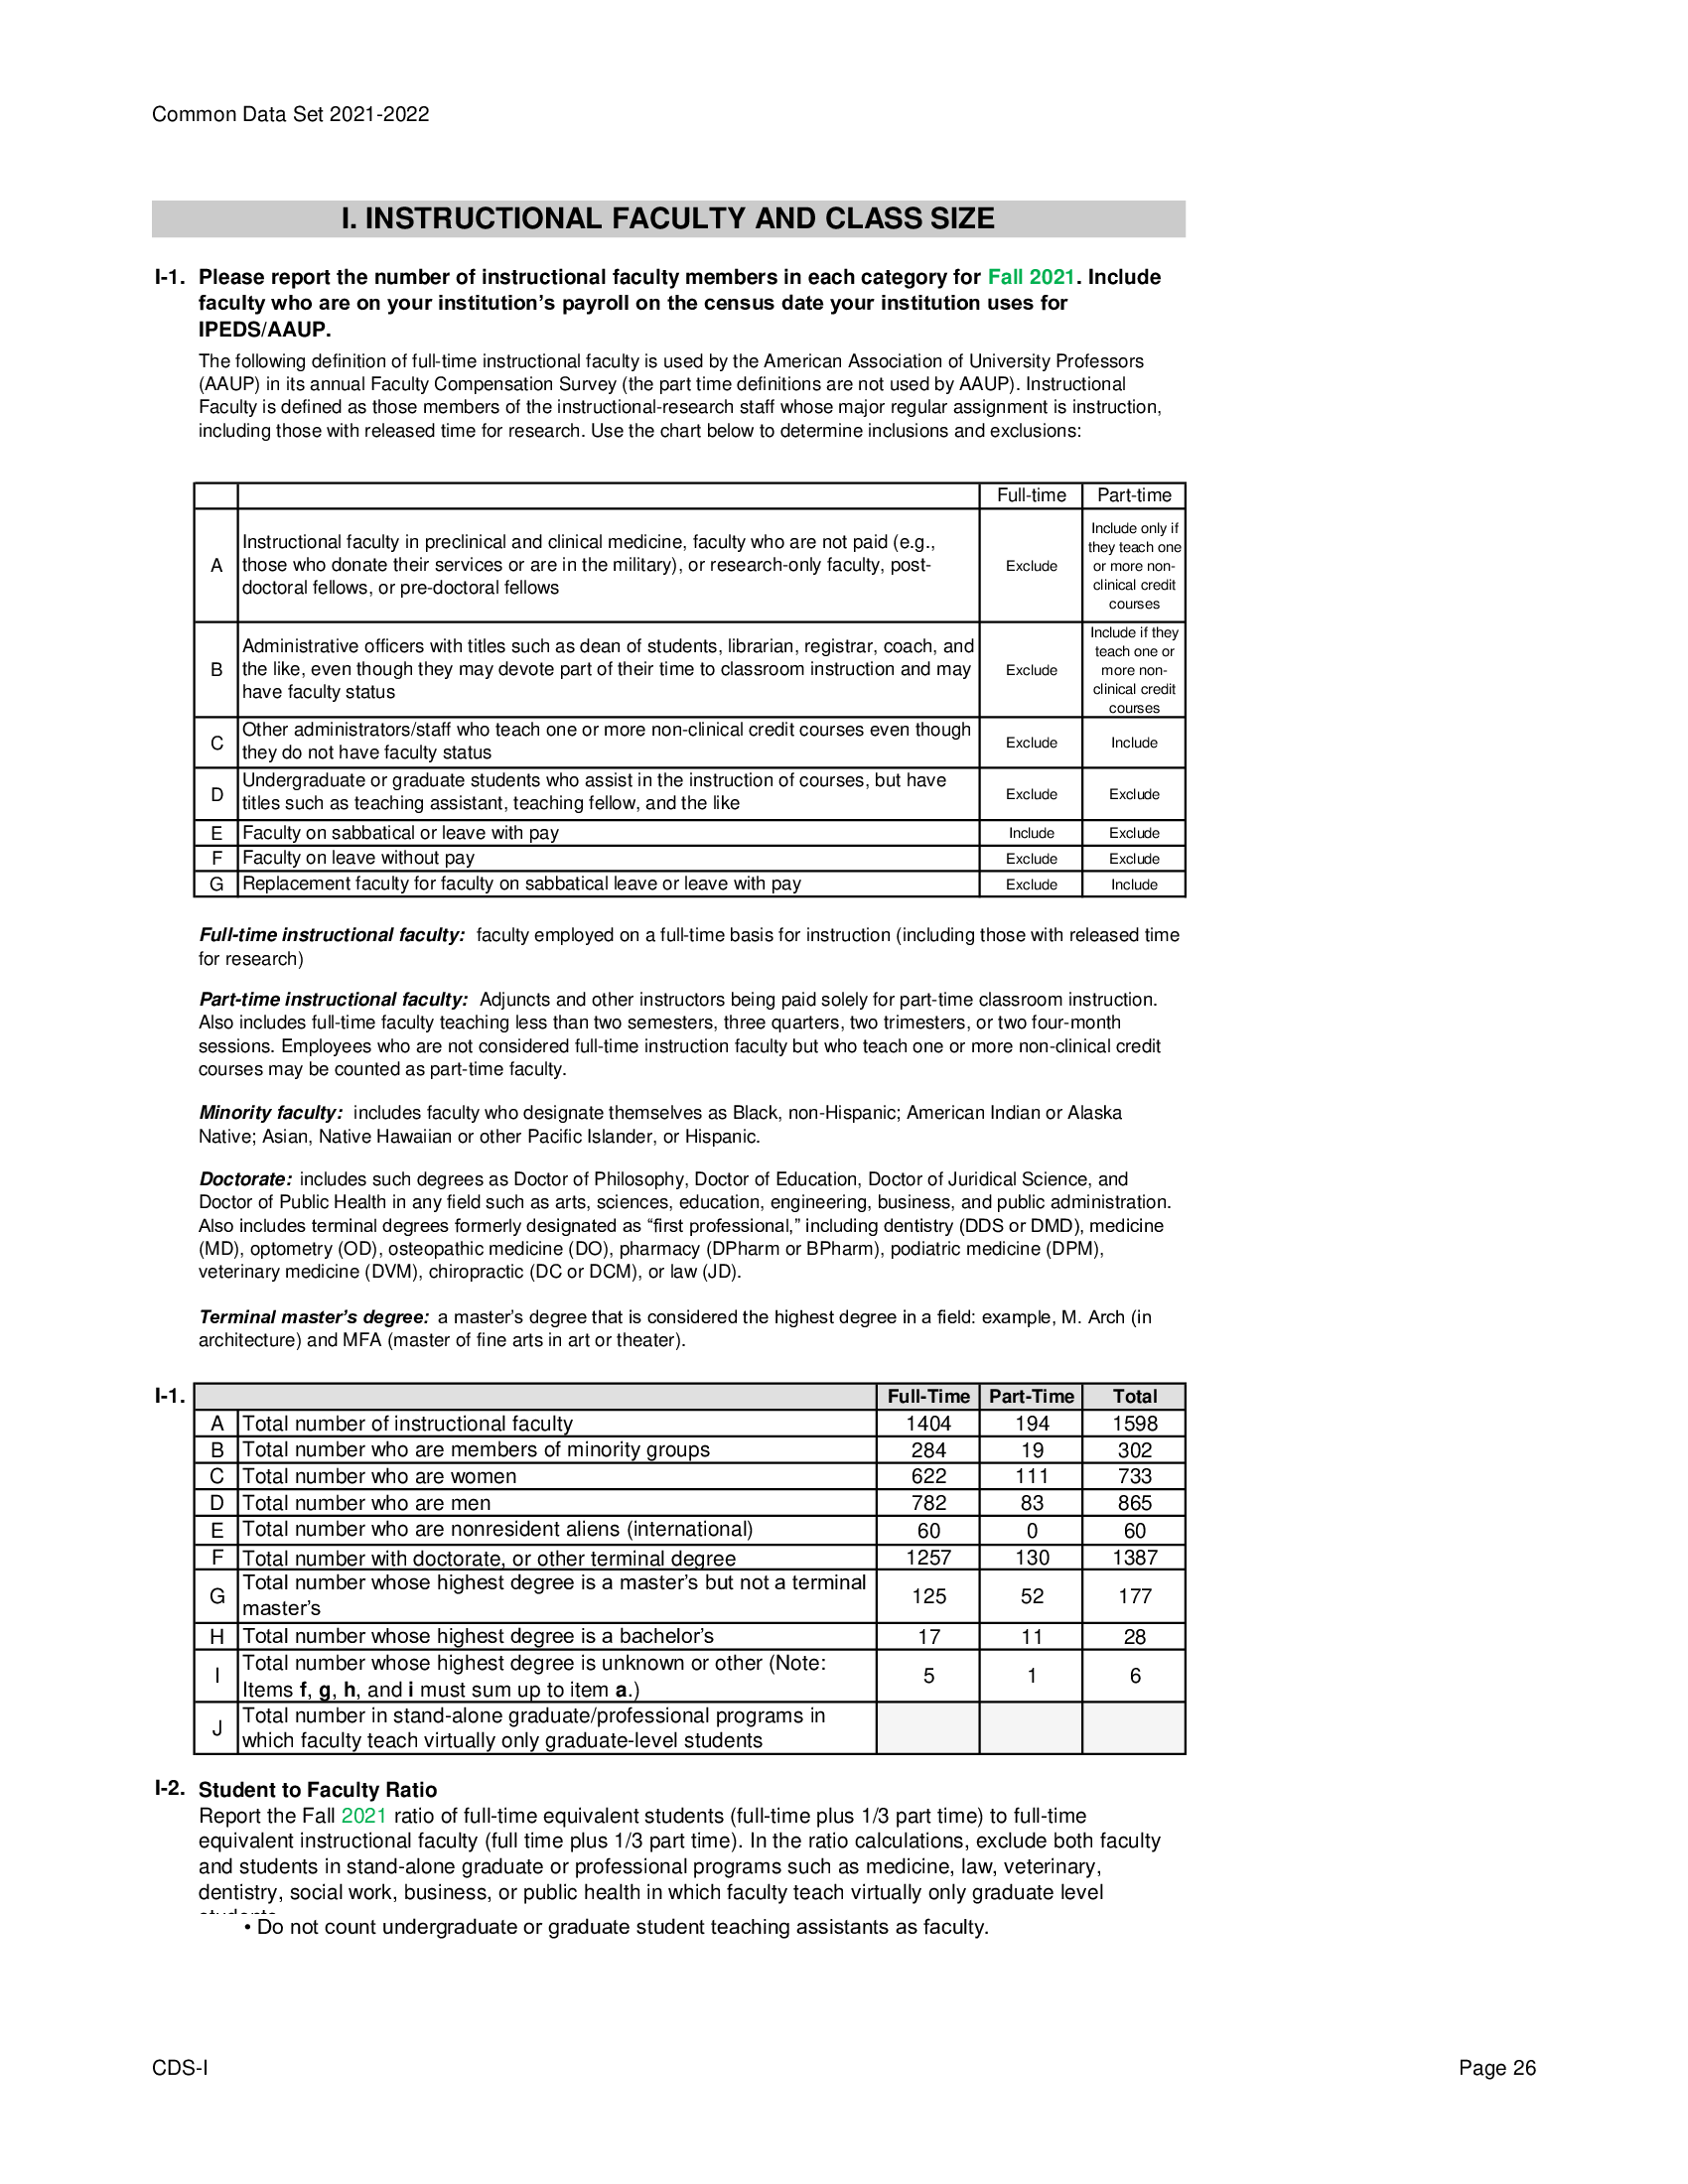 Common Data Set 2021-2022
I. INSTRUCTIONAL FACULTY AND CLASS SIZE
I-1. Please report the number of instructional faculty members in each category for Fall 2021. Include
faculty who are on your institution’s payroll on the census date your institution uses for
IPEDS/AAUP.
The following definition of full-time instructional faculty is used by the American Association of University Professors
(AAUP) in its annual Faculty Compensation Survey (the part time definitions are not used by AAUP). Instructional
Faculty is defined as those members of the instructional-research staff whose major regular assignment is instruction,
including those with released time for research. Use the chart below to determine inclusions and exclusions:
Full-time Part-time
A
Instructional faculty in preclinical and clinical medicine, faculty who are not paid (e.g.,
those who donate their services or are in the military), or research-only faculty, post-
doctoral fellows, or pre-doctoral fellows
Exclude
Include only if
they teach one
or more non-
clinical credit
courses
B
Administrative officers with titles such as dean of students, librarian, registrar, coach, and
the like, even though they may devote part of their time to classroom instruction and may
have faculty status
Exclude
Include if they
teach one or
more non-
clinical credit
courses
C
Other administrators/staff who teach one or more non-clinical credit courses even though
they do not have faculty status
Exclude Include
D
Undergraduate or graduate students who assist in the instruction of courses, but have
titles such as teaching assistant, teaching fellow, and the like
Exclude Exclude
E Faculty on sabbatical or leave with pay Include Exclude
F Faculty on leave without pay Exclude Exclude
G Replacement faculty for faculty on sabbatical leave or leave with pay Exclude Include
Full-time instructional faculty: faculty employed on a full-time basis for instruction (including those with released time
for research)
Part-time instructional faculty: Adjuncts and other instructors being paid solely for part-time classroom instruction.
Also includes full-time faculty teaching less than two semesters, three quarters, two trimesters, or two four-month
sessions. Employees who are not considered full-time instruction faculty but who teach one or more non-clinical credit
courses may be counted as part-time faculty.
Minority faculty: includes faculty who designate themselves as Black, non-Hispanic; American Indian or Alaska
Native; Asian, Native Hawaiian or other Pacific Islander, or Hispanic.
Doctorate: includes such degrees as Doctor of Philosophy, Doctor of Education, Doctor of Juridical Science, and
Doctor of Public Health in any field such as arts, sciences, education, engineering, business, and public administration.
Also includes terminal degrees formerly designated as “first professional,” including dentistry (DDS or DMD), medicine
(MD), optometry (OD), osteopathic medicine (DO), pharmacy (DPharm or BPharm), podiatric medicine (DPM),
veterinary medicine (DVM), chiropractic (DC or DCM), or law (JD).
Terminal master’s degree: a master’s degree that is considered the highest degree in a field: example, M. Arch (in
architecture) and MFA (master of fine arts in art or theater).
I-1. Full-Time Part-Time Total
A Total number of instructional faculty 1404 194 1598
B Total number who are members of minority groups 284 19 302
C Total number who are women 622 111 733
D Total number who are men 782 83 865
E Total number who are nonresident aliens (international) 60 0 60
F Total number with doctorate, or other terminal degree 1257 130 1387
G
Total number whose highest degree is a master’s but not a terminal
master’s
125 52 177
H Total number whose highest degree is a bachelor’s 17 11 28
I
Total number whose highest degree is unknown or other (Note:
Items f, g, h, and i must sum up to item a.)
5 1 6
J
Total number in stand-alone graduate/professional programs in
which faculty teach virtually only graduate-level students
I-2. Student to Faculty Ratio
Report the Fall 2021 ratio of full-time equivalent students (full-time plus 1/3 part time) to full-time
equivalent instructional faculty (full time plus 1/3 part time). In the ratio calculations, exclude both faculty
and students in stand-alone graduate or professional programs such as medicine, law, veterinary,
dentistry, social work, business, or public health in which faculty teach virtually only graduate level
• Do not count undergraduate or graduate student teaching assistants as faculty.
CDS-I Page 26